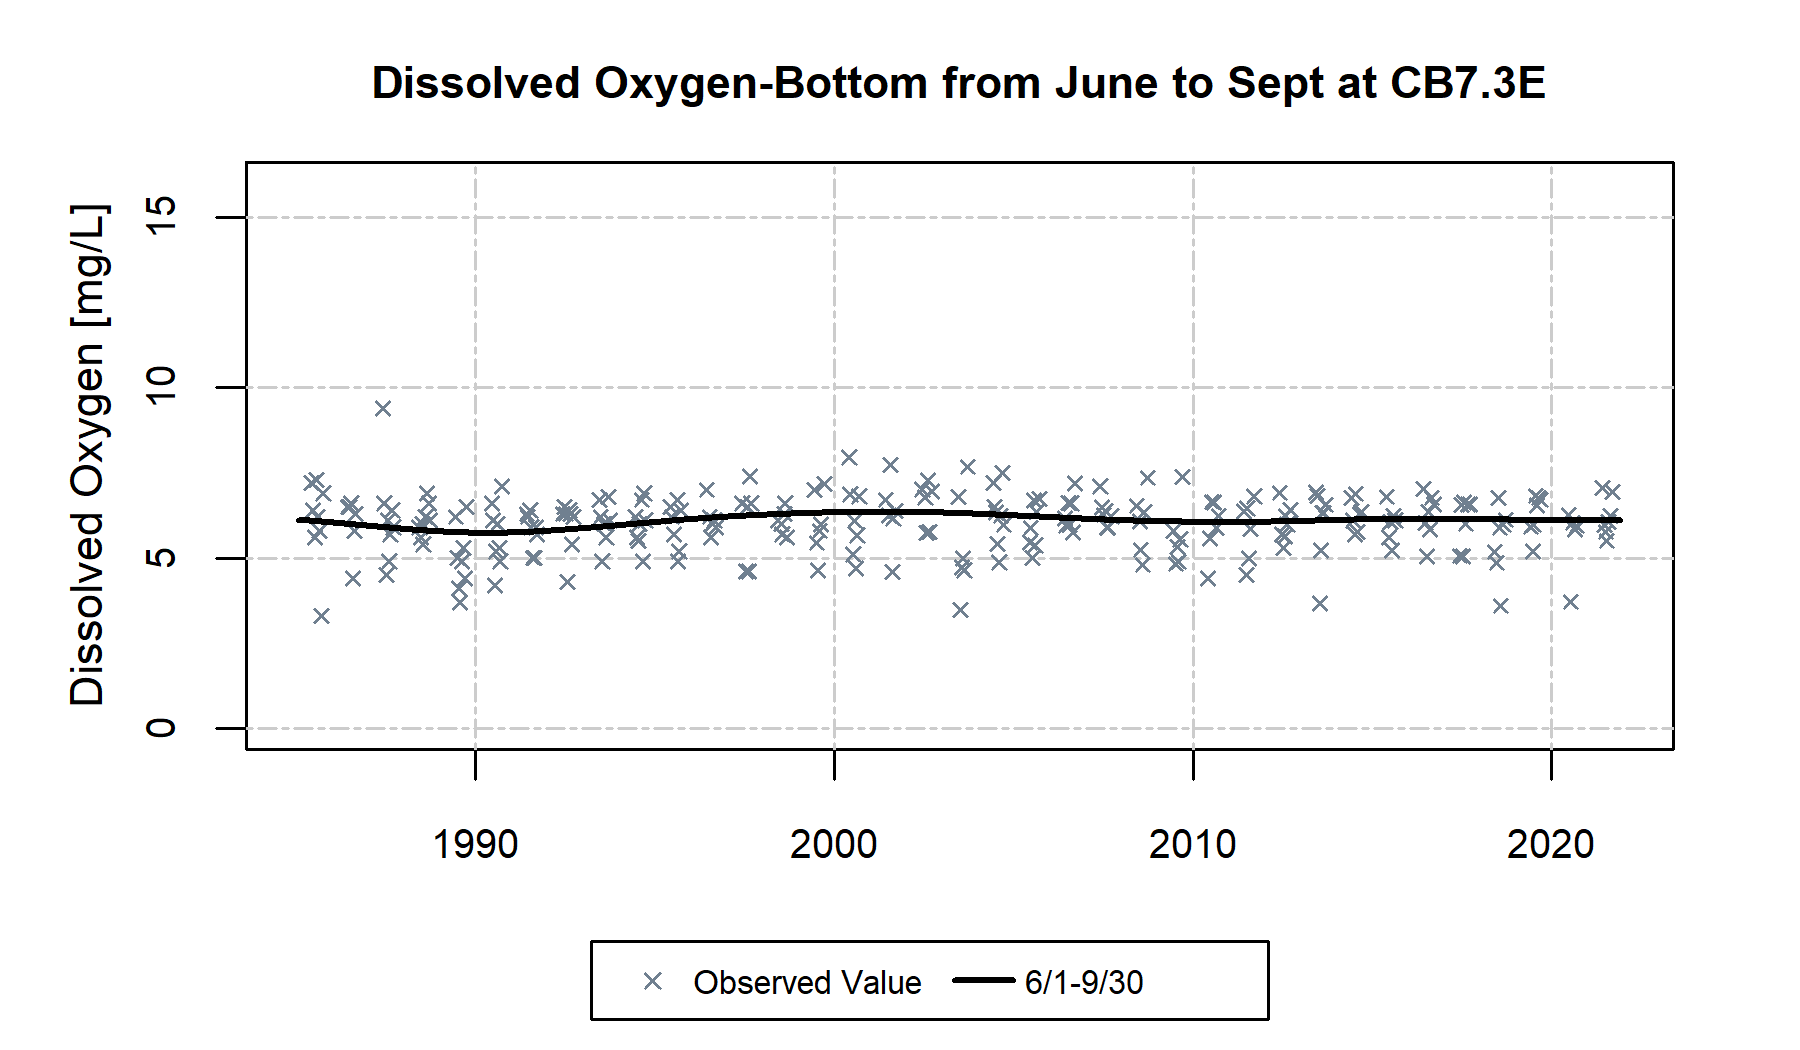 Dissolved Oxygen-Bottom from June to Sept at CB7.3E
Dissolved Oxygen [mg/L]
15
10
5
0
1990 2000 2010 2020
Observed Value 6/1-9/30